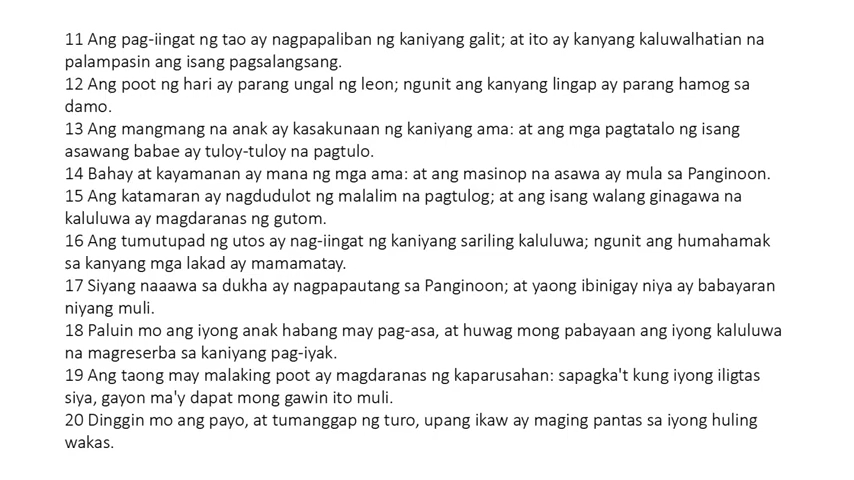 11 Ang pag-iingat ng tao ay nagpapaliban ng kaniyang galit; at ito ay kanyang kaluwalhatian na
palampasin ang isang pagsalangsang.
12 Ang poot ng hari ay parang ungal ng leon; ngunit ang kanyang lingap ay parang hamog sa
damo.
13 Ang mangmang na anak ay kasakunaan ng kaniyang ama: at ang mga pagtatalo ng isang
asawang babae ay tuloy-tuloy na pagtulo.
14 Bahay at kayamanan ay mana ng mga ama: at ang masinop na asawa ay mula sa Panginoon.
15 Ang katamaran ay nagdudulot ng malalim na pagtulog; at ang isang walang ginagawa na
kaluluwa ay magdaranas ng gutom.
16 Ang tumutupad ng utos ay nag-iingat ng kaniyang sariling kaluluwa; ngunit ang humahamak
sa kanyang mga lakad ay mamamatay.
17 Siyang naaawa sa dukha ay nagpapautang sa Panginoon; at yaong ibinigay niya ay babayaran
niyang muli.
18 Paluin mo ang iyong anak habang may pag-asa, at huwag mong pabayaan ang iyong kaluluwa
na magreserba sa kaniyang pag-iyak.
19 Ang taong may malaking poot ay magdaranas ng kaparusahan: sapagka't kung iyong iligtas
siya, gayon ma'y dapat mong gawin ito muli.
20 Dinggin mo ang payo, at tumanggap ng turo, upang ikaw ay maging pantas sa iyong huling
wakas.